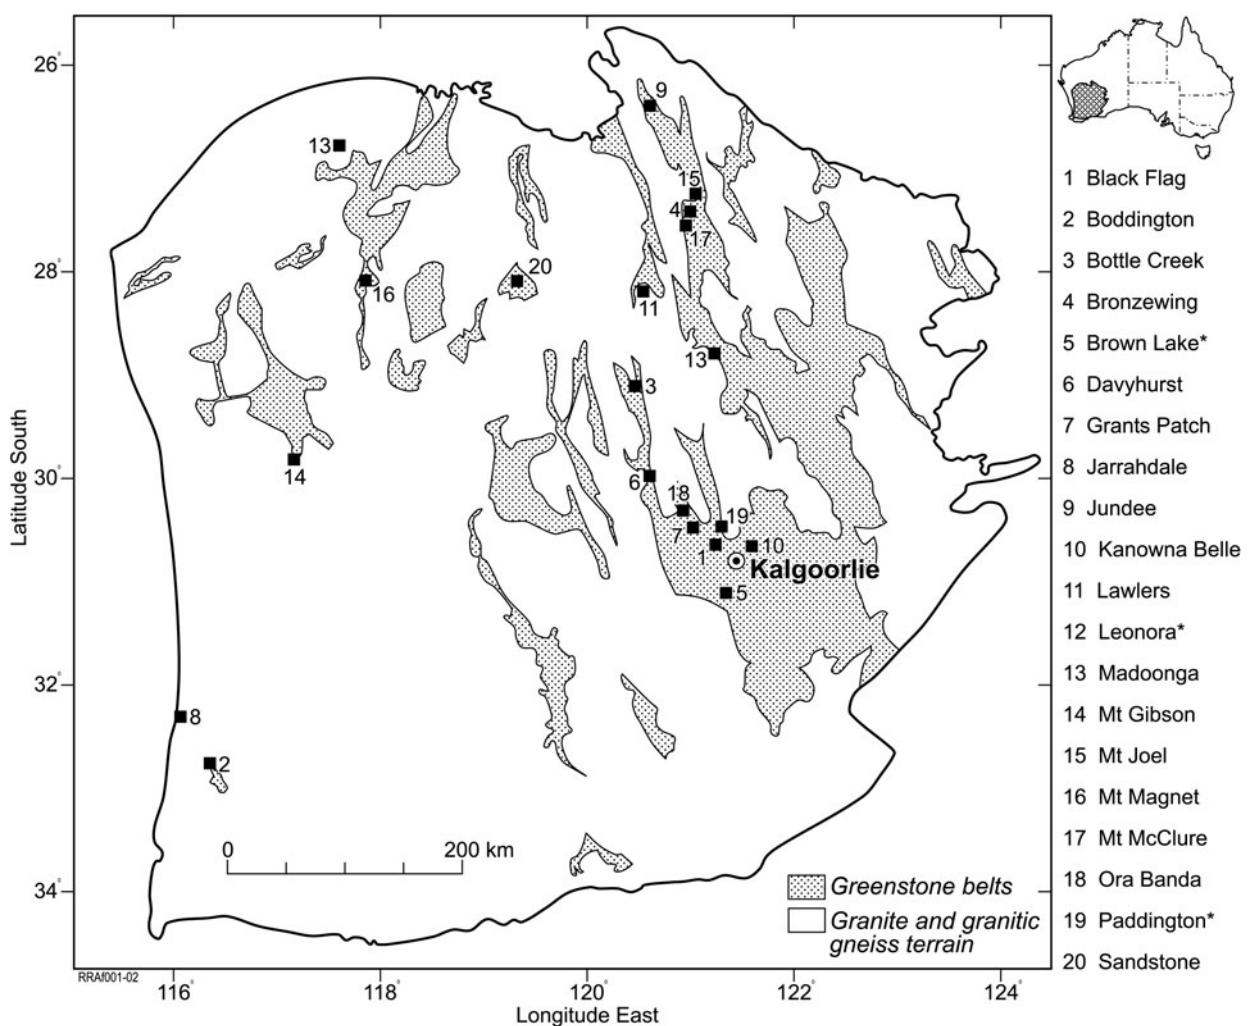 26°
28°
30°
32°
34°
Latitude South
116
118
120
122
124
Longitude East
9
13
15
4
17
20
16
11
13
3
14
6
18
19
7
1
10
Kalgoorlie
5
8
2
0 200 km
Greenstone belts
Granite and granitic
gneiss terrain
RRAf001-02
1 Black Flag
2 Boddington
3 Bottle Creek
4 Bronzewing
5 Brown Lake*
6 Davyhurst
7 Grants Patch
8 Jarrahdale
9 Jundee
10 Kanowna Belle
11 Lawlers
12 Leonora*
13 Madoonga
14 Mt Gibson
15 Mt Joel
16 Mt Magnet
17 Mt McClure
18 Ora Banda
19 Paddington*
20 Sandstone